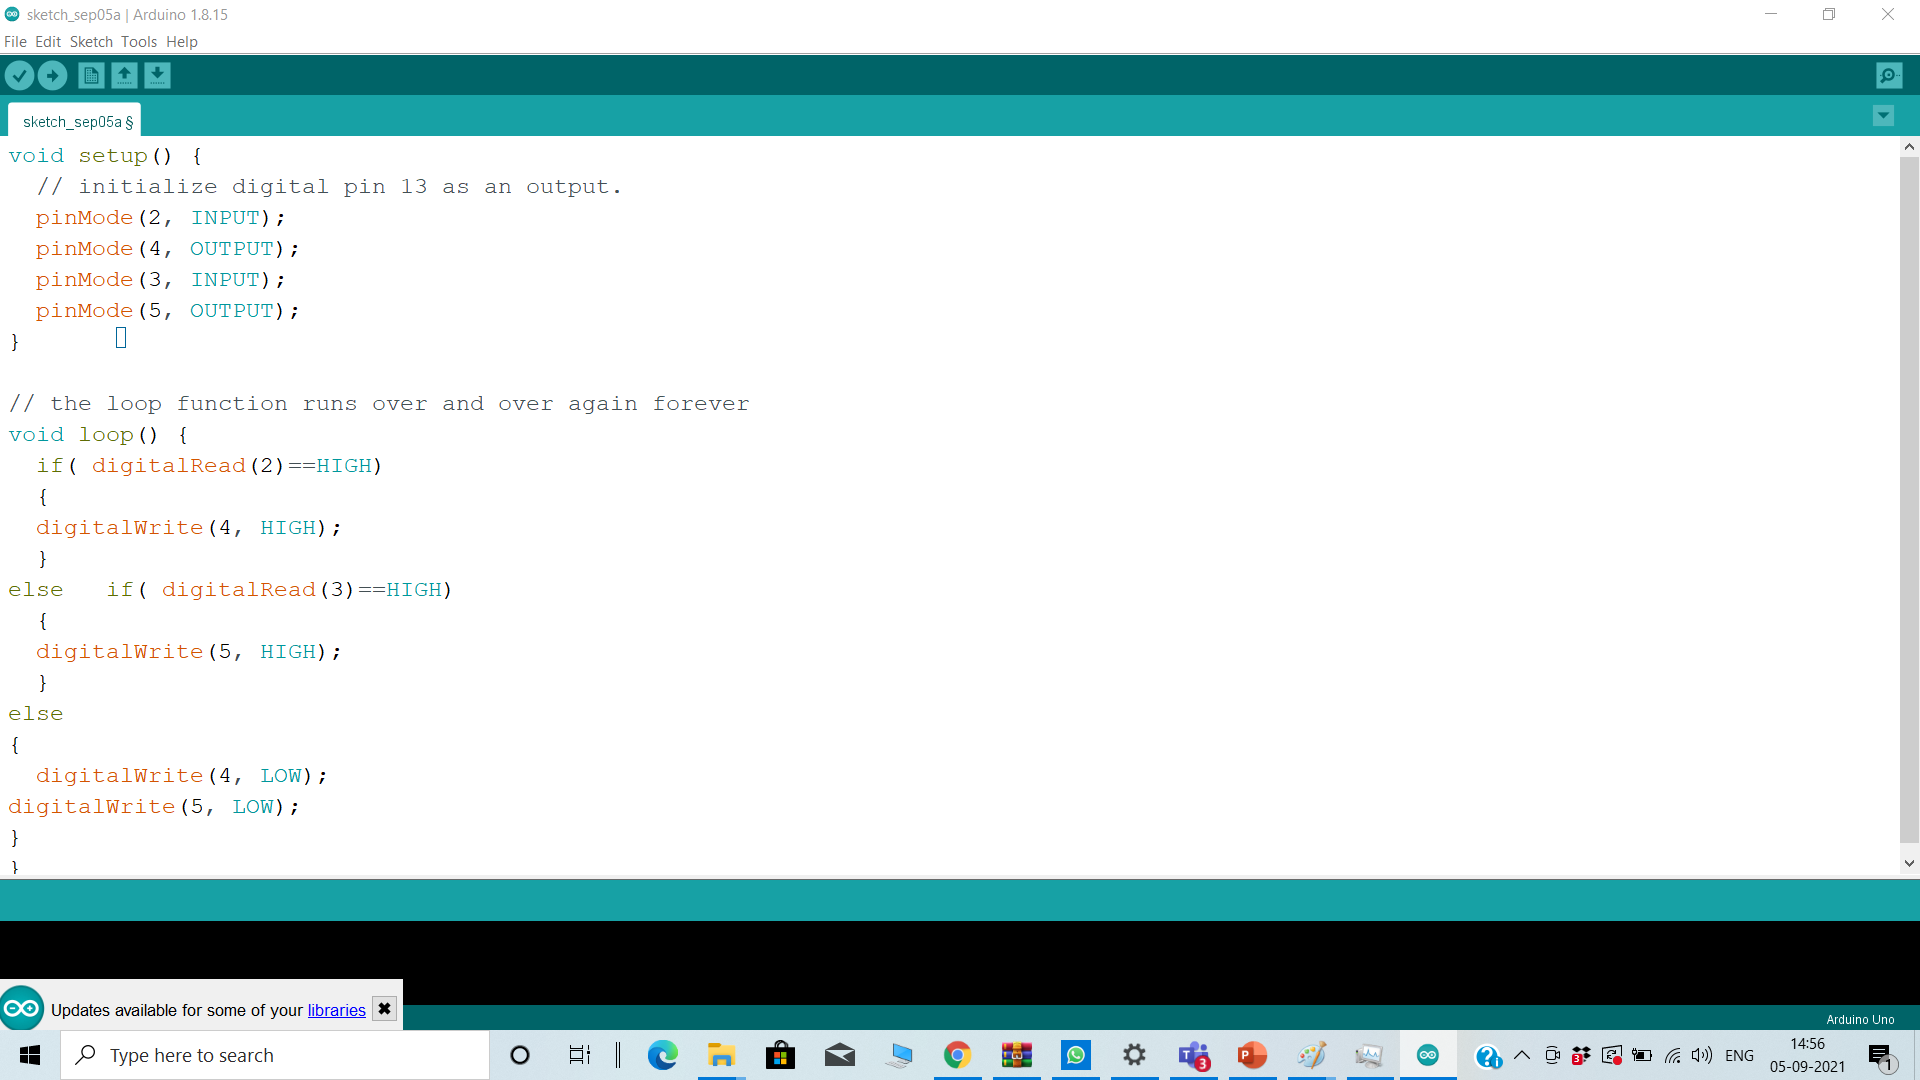 sketch_sep05a | Arduino 1.8.15
File Edit Sketch Tools Help
sketch_sep05a §
void setup() {
  // initialize digital pin 13 as an output.
  pinMode(2, INPUT);
  pinMode(4, OUTPUT);
  pinMode(3, INPUT);
  pinMode(5, OUTPUT);
}
// the loop function runs over and over again forever
void loop() {
  if( digitalRead(2)==HIGH)
  {
  digitalWrite(4, HIGH);
  }
else   if( digitalRead(3)==HIGH)
  {
  digitalWrite(5, HIGH);
  }
else
{
  digitalWrite(4, LOW);
digitalWrite(5, LOW);
}
}
Updates available for some of your libraries
Arduino Uno
Type here to search
3
3
ENG
14:56
05-09-2021
1